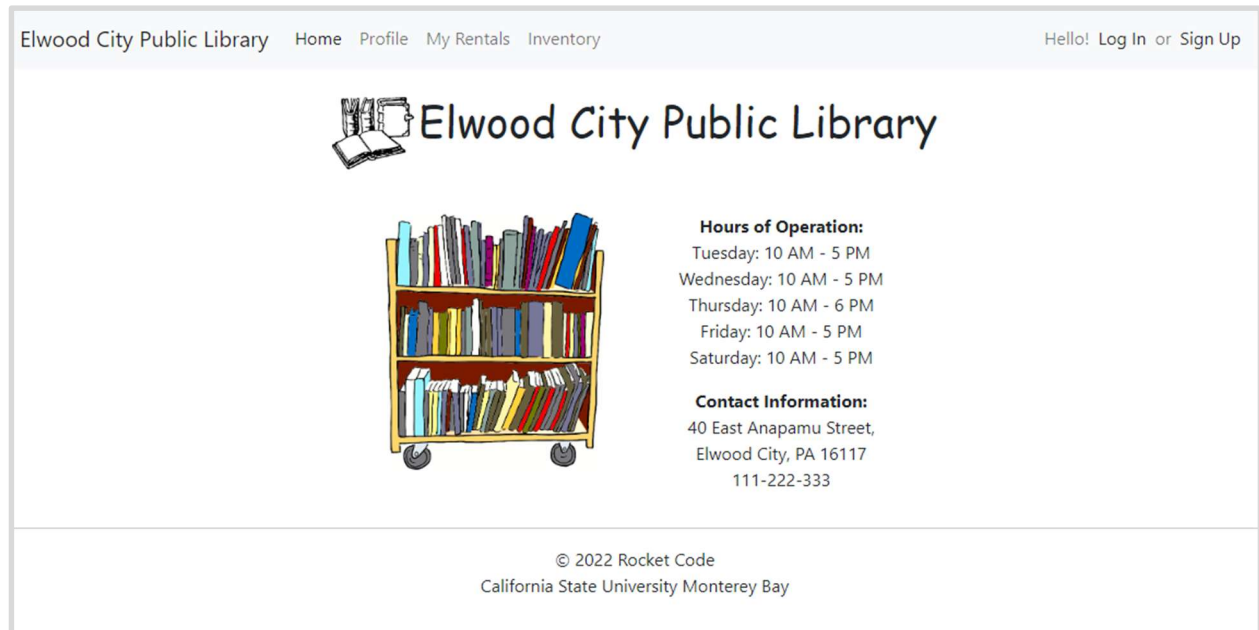 Elwood City Public Library Home Profile My Rentals Inventory Hello! Log In or Sign Up
Elwood City Public Library
Hours of Operation:
Tuesday: 10 AM - 5 PM
Wednesday: 10 AM - 5 PM
Thursday: 10 AM - 6 PM
Friday: 10 AM - 5 PM
Saturday: 10 AM - 5 PM
Contact Information:
40 East Anapamu Street,
Elwood City, PA 16117
111-222-333
© 2022 Rocket Code
California State University Monterey Bay